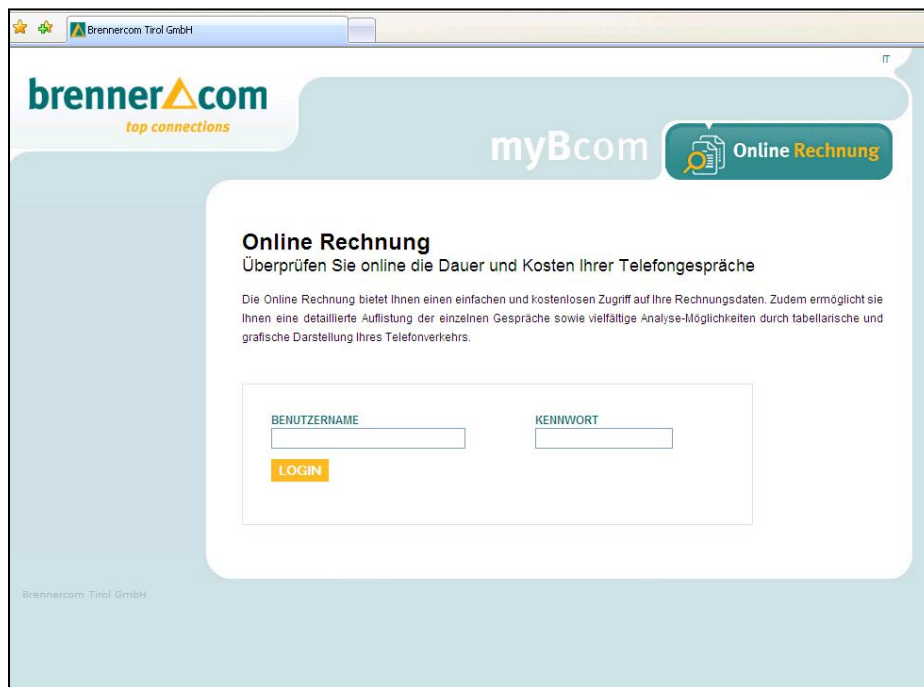 Brennercom Tirol GmbH
IT
brenner com
top connections
myBcom
Online Rechnung
Online Rechnung
Überprüfen Sie online die Dauer und Kosten Ihrer Telefongespräche
Die Online Rechnung bietet Ihnen einen einfachen und kostenlosen Zugriff auf Ihre Rechnungsdaten. Zudem ermöglicht sie
Ihnen eine detaillierte Auflistung der einzelnen Gespräche sowie vielfältige Analyse-Möglichkeiten durch tabellarische und
grafische Darstellung Ihres Telefonverkehrs.
BENUTZERNAME
KENNWORT
LOGIN
Brennercom Tirol GmbH